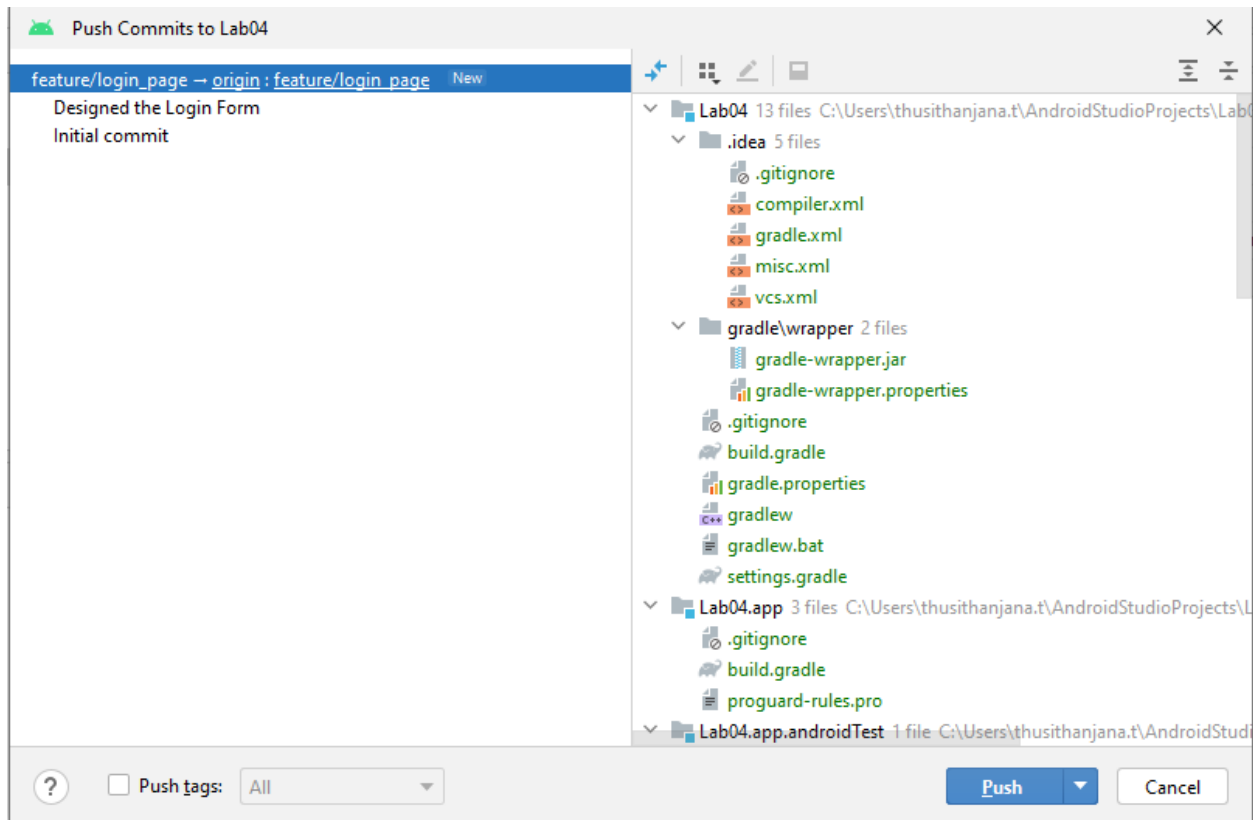 Push Commits to Lab04
feature/login_page → origin : feature/login_page New
Designed the Login Form
Initial commit
Lab04 13 files C:\Users\thusithanjana.t\AndroidStudioProjects\Lab0
.idea 5 files
.gitignore
compiler.xml
gradle.xml
misc.xml
vcs.xml
gradle\wrapper 2 files
gradle-wrapper.jar
gradle-wrapper.properties
.gitignore
build.gradle
gradle.properties
C++ gradlew
gradlew.bat
settings.gradle
Lab04.app 3 files C:\Users\thusithanjana.t\AndroidStudioProjects\L
.gitignore
build.gradle
proguard-rules.pro
Lab04.app.androidTest 1 file C:\Users\thusithanjana.t\AndroidStudi
? Push tags: All Push Cancel